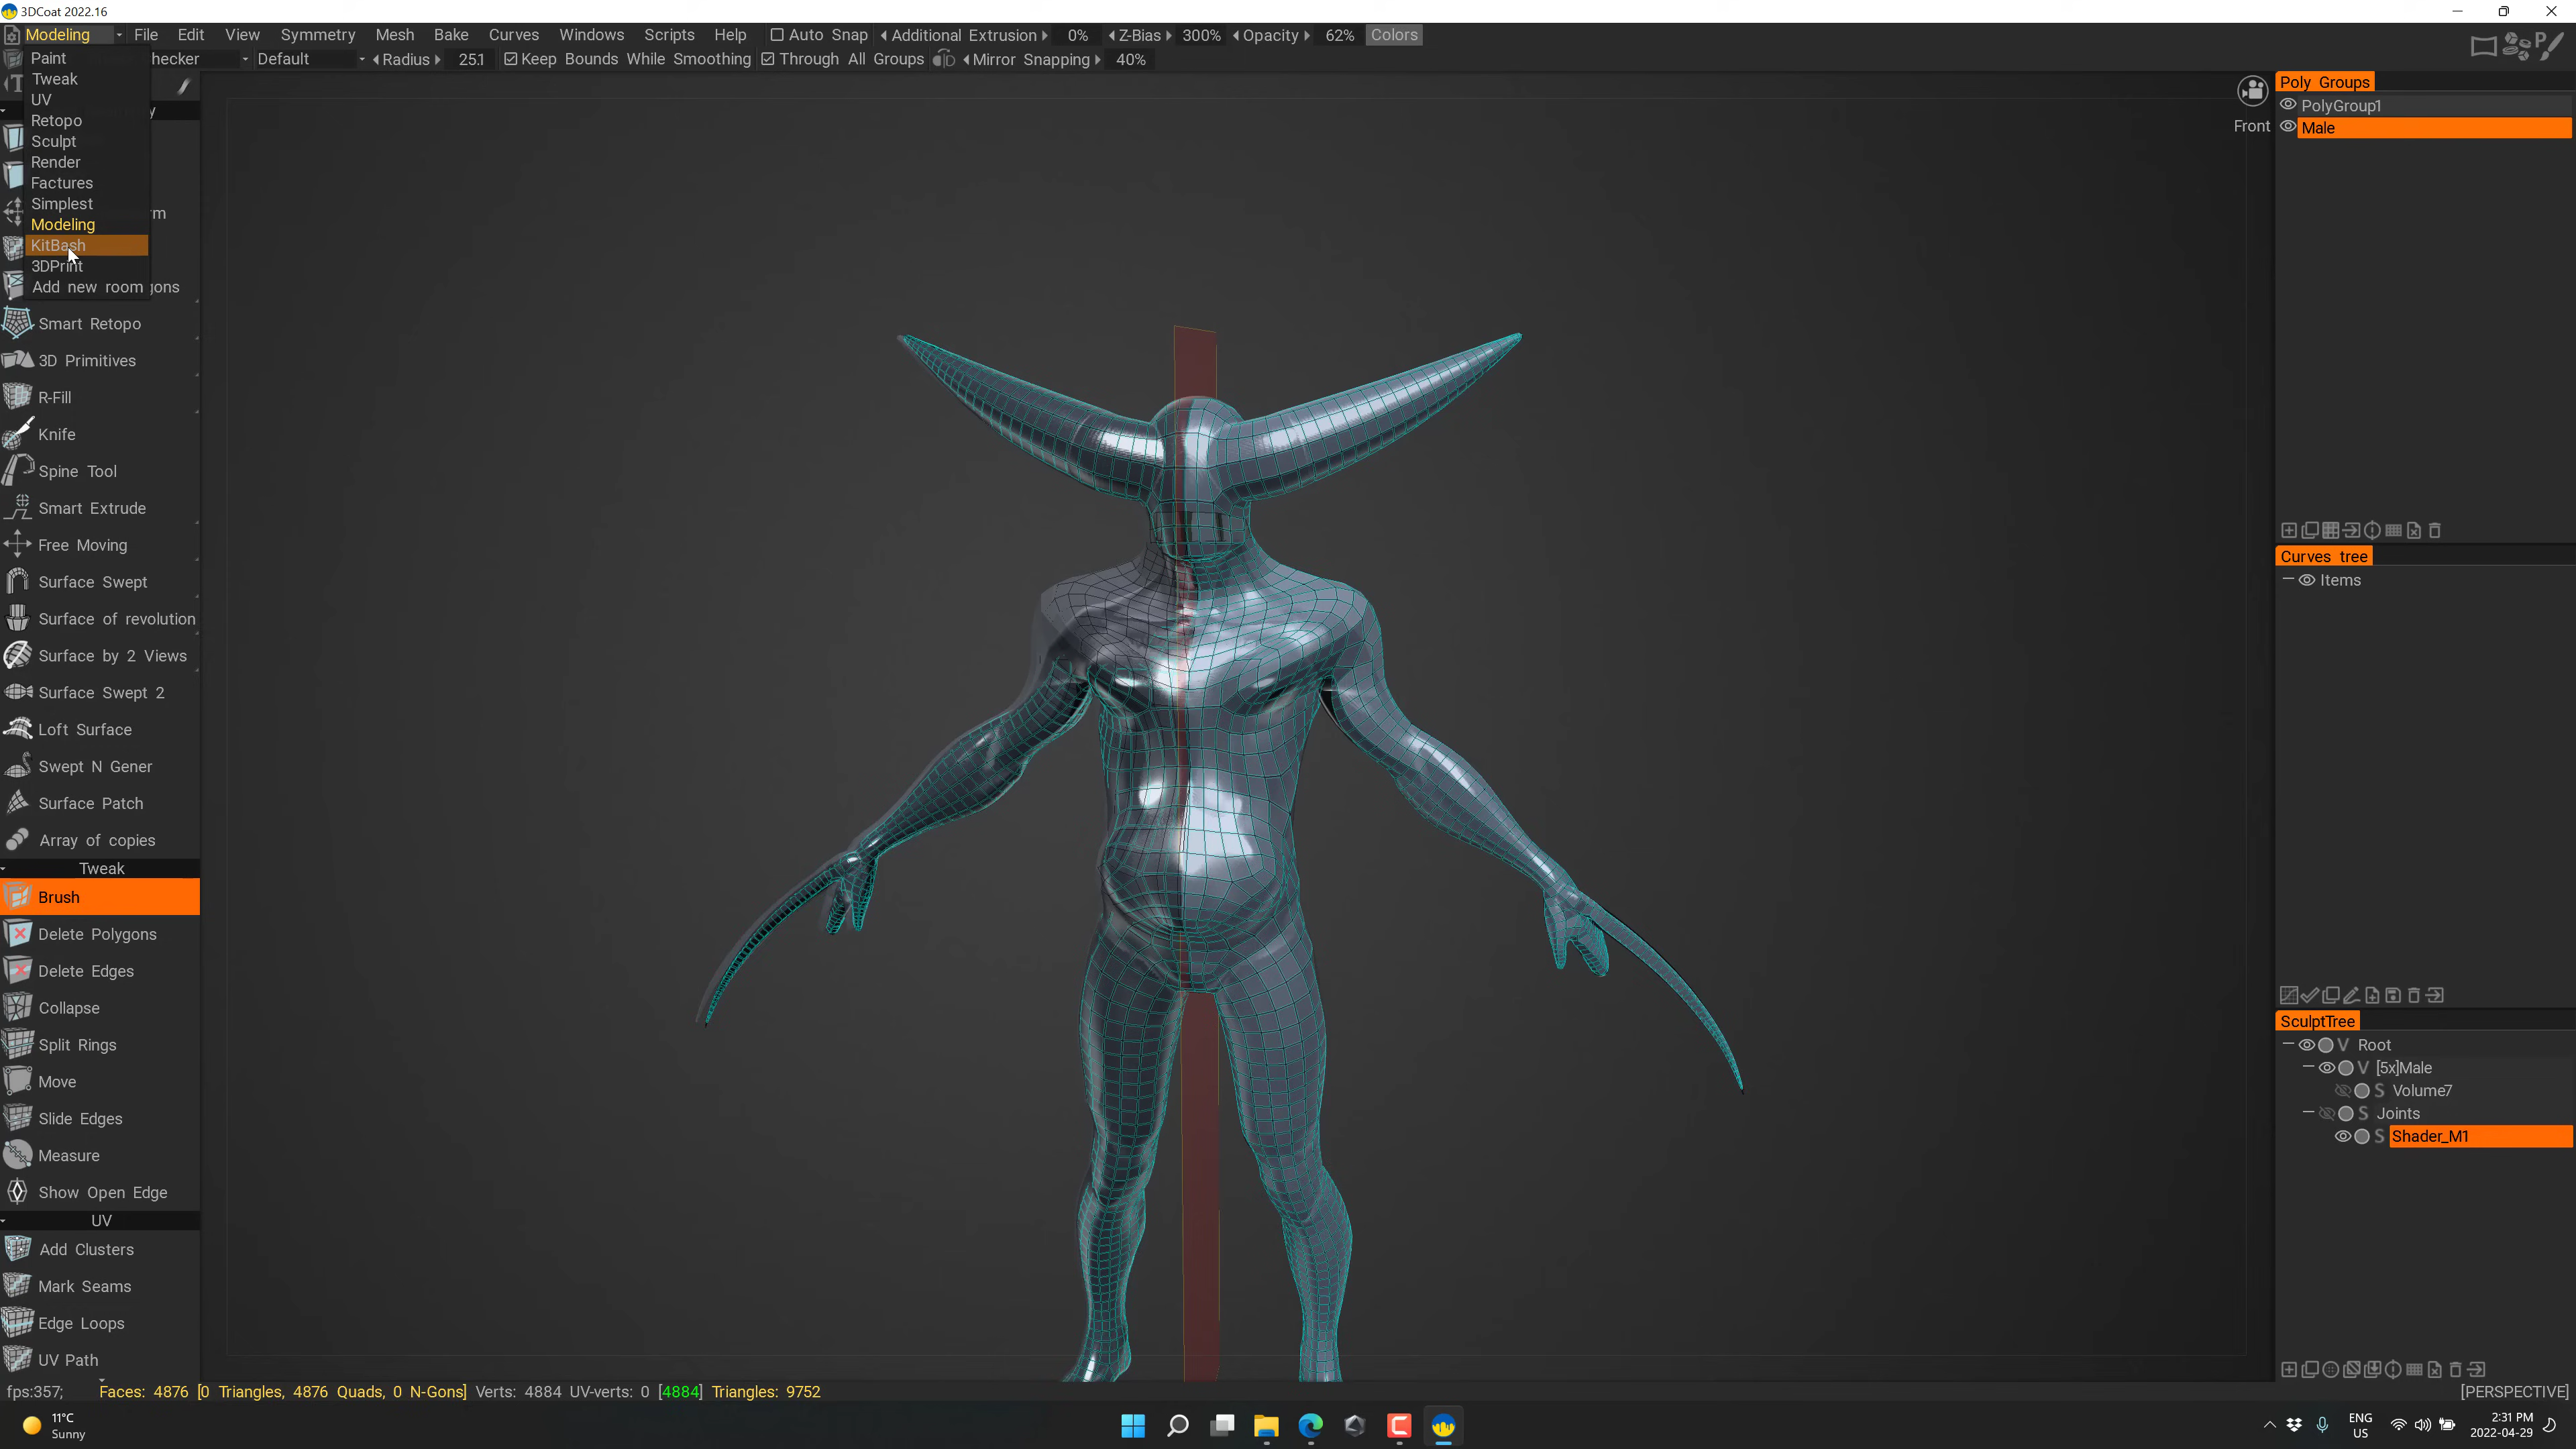 3DCoat 2022.16
Modeling File Edit View Symmetry Mesh Bake Curves Windows Scripts Help Auto Snap Additional Extrusion 0% Z-Bias 300% Opacity 62% Colors
hecker Default Radius 25.1 Keep Bounds While Smoothing Through All Groups Mirror Snapping 40%
Paint
Tweak
UV
Retopo
Sculpt
Render
Factures
Simplest
Modeling
KitBash
3DPrint
Add new room
y
rm
gons
Smart Retopo
3D Primitives
R-Fill
Knife
Spine Tool
Smart Extrude
Free Moving
Surface Swept
Surface of revolution
Surface by 2 Views
Surface Swept 2
Loft Surface
Swept N Gener
Surface Patch
Array of copies
Tweak
Brush
Delete Polygons
Delete Edges
Collapse
Split Rings
Move
Slide Edges
Measure
Show Open Edge
UV
Add Clusters
Mark Seams
Edge Loops
UV Path
Front
Poly Groups
PolyGroup1
Male
Curves tree
Items
SculptTree
V Root
V [5x]Male
S Volume7
S Joints
S Shader_M1
fps:357; Faces: 4876 [0 Triangles, 4876 Quads, 0 N-Gons] Verts: 4884 UV-verts: 0 [4884] Triangles: 9752
[PERSPECTIVE]
11°C
Sunny
ENG
US
2:31 PM
2022-04-29